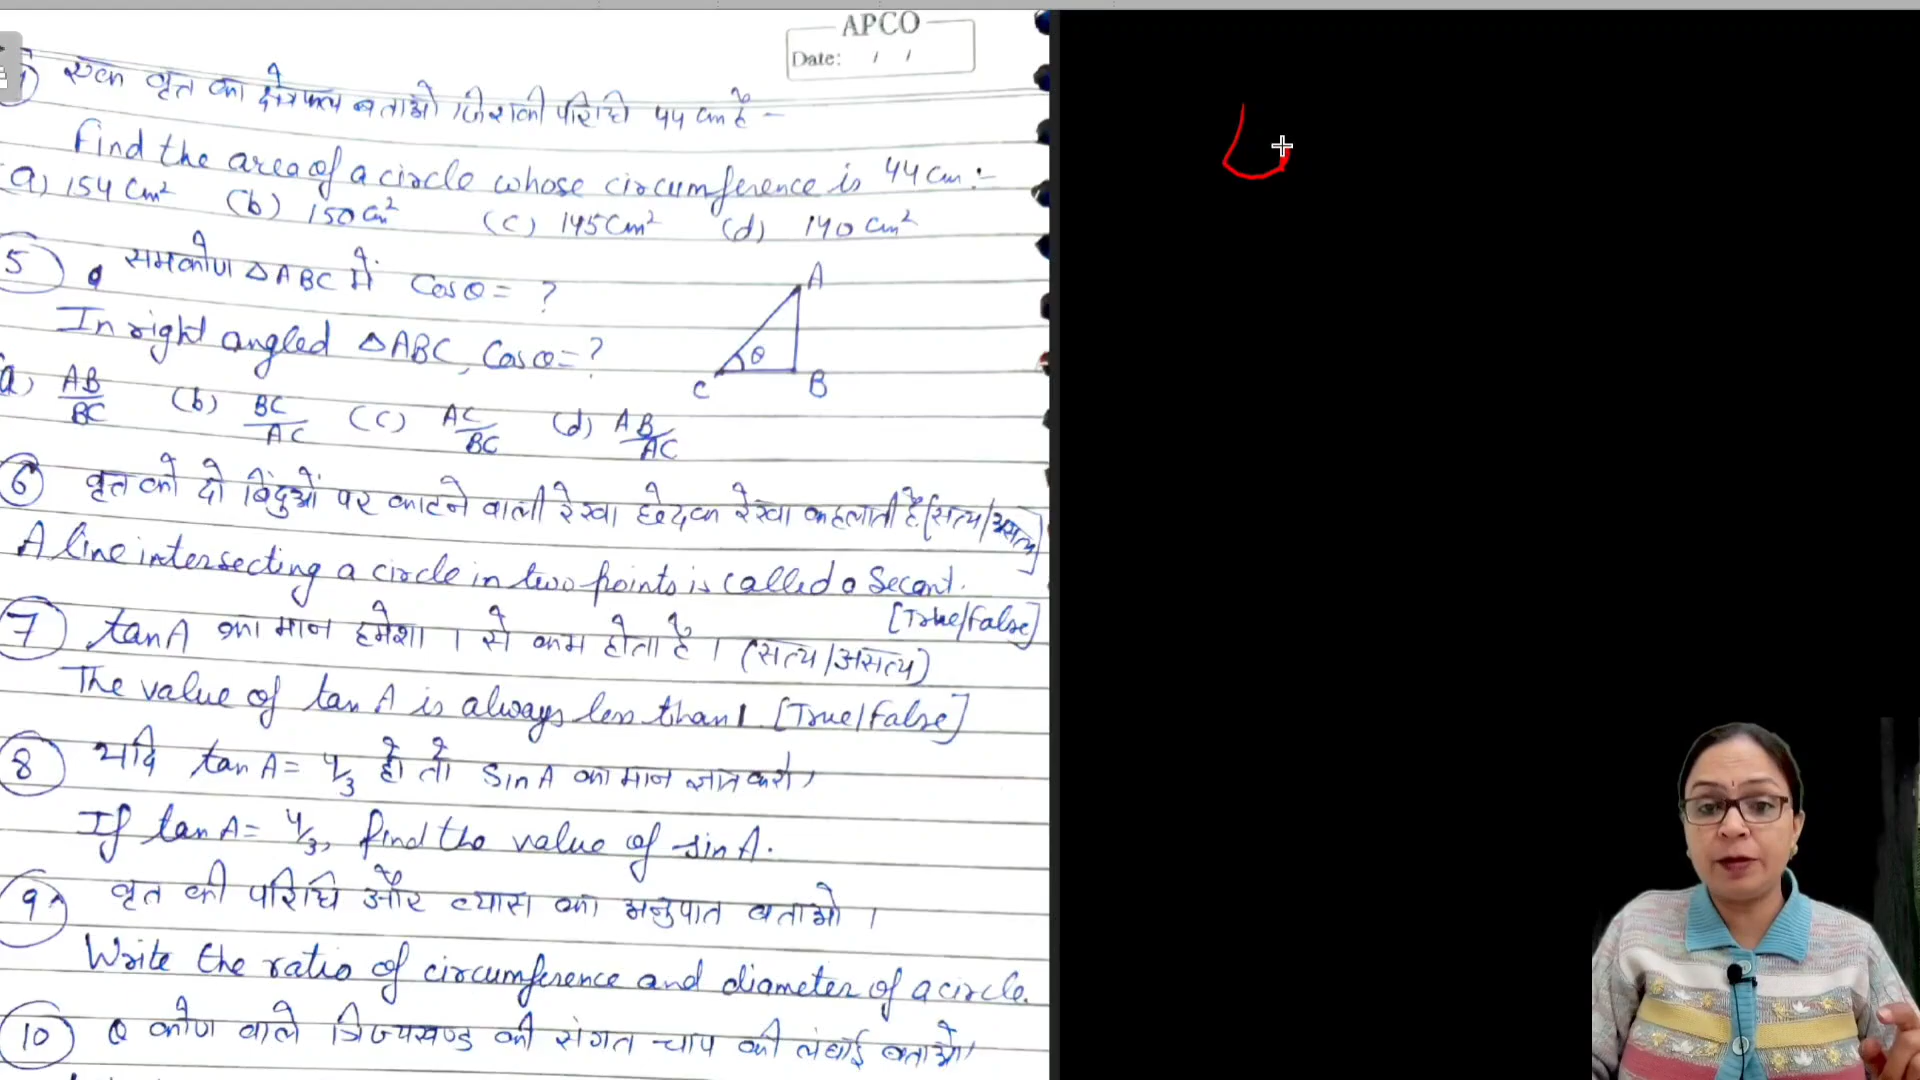 APCO
Date: / /
एक वृत्त का क्षेत्रफल बताओ जिसकी परिधि 44 cm है -
Find the area of a circle whose circumference is 44 cm :-
(a) 154 Cm² (b) 150 Cm² (c) 145 Cm² (d) 140 Cm²
5 समकोण △ABC में Cosθ = ?
In right angled △ABC, Cosθ = ?
A
θ
C B
a) AB/BC (b) BC/AC (c) AC/BC (d) AB/AC
6 वृत्त को दो बिंदुओं पर काटने वाली रेखा छेदक रेखा कहलाती है [सत्य/असत्य]
A line intersecting a circle in two points is called a Secant.
[True/False]
7 tanA का मान हमेशा 1 से कम होता है । (सत्य/असत्य)
The value of tan A is always less than 1 [True/False]
8 यदि tan A = 4/3 हो तो sin A का मान ज्ञात करो।
If tan A = 4/3, find the value of sin A.
9 वृत की परिधि और व्यास का अनुपात बताओ ।
Write the ratio of circumference and diameter of a circle.
10 θ कोण वाले त्रिज्यखण्ड की संगत चाप की लंबाई बताओ।